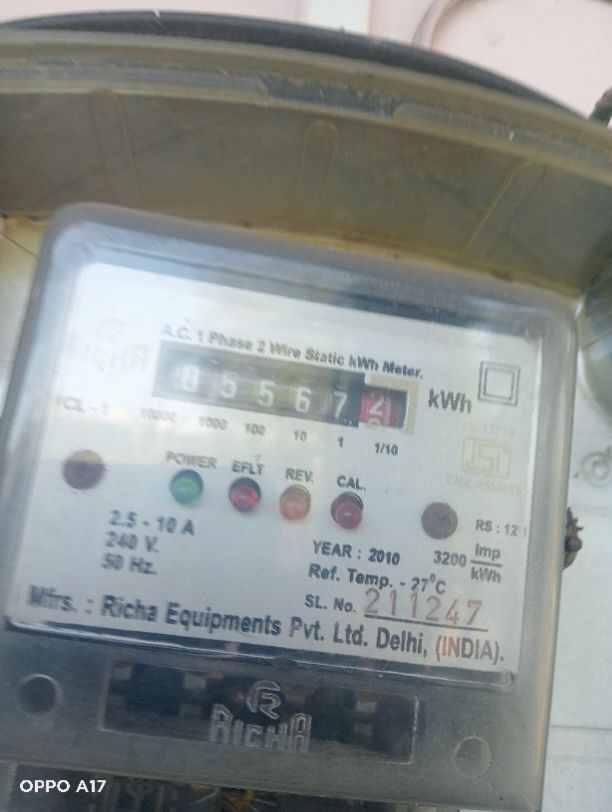 A.C. 1 Phase 2 Wire Static kWh Meter.
0 5 5 6 7 2 kWh
CL - 1 10000 1000 100 10 1 1/10
POWER EFLT REV. CAL.
2.5 - 10 A
240 V.
50 Hz.
RS : 12
YEAR : 2010 3200 imp/kWh
Ref. Temp. - 27°C
SL. No. 211247
Mfrs. : Richa Equipments Pvt. Ltd. Delhi, (INDIA).
RICHA
OPPO A17